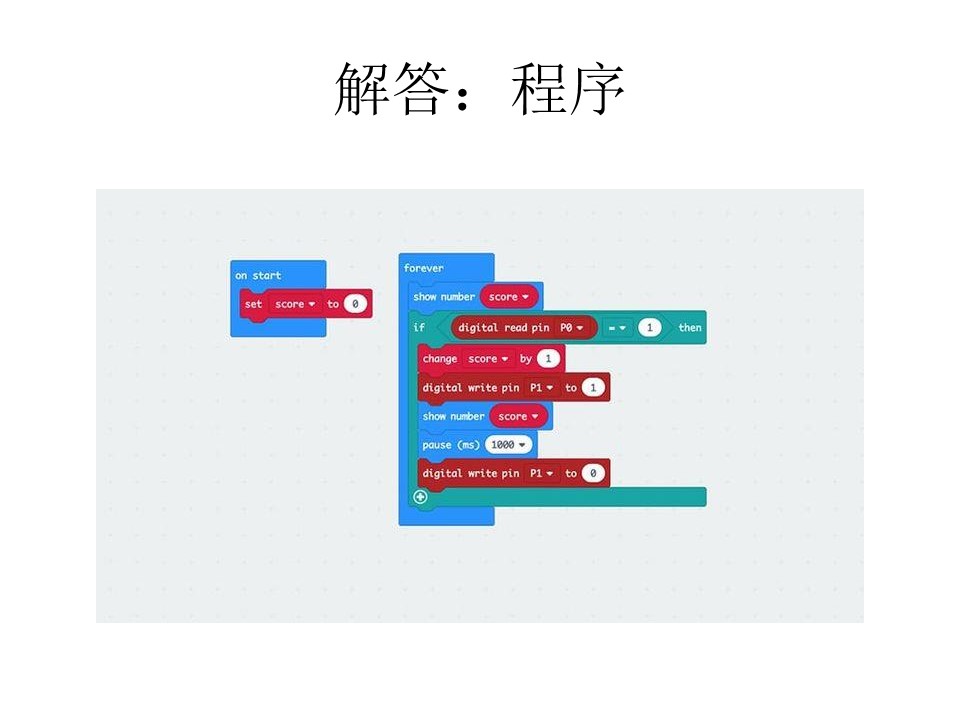 解答：程序
on start
set score to 0
forever
show number score
if digital read pin P0 = 1 then
change score by 1
digital write pin P1 to 1
show number score
pause (ms) 1000
digital write pin P1 to 0